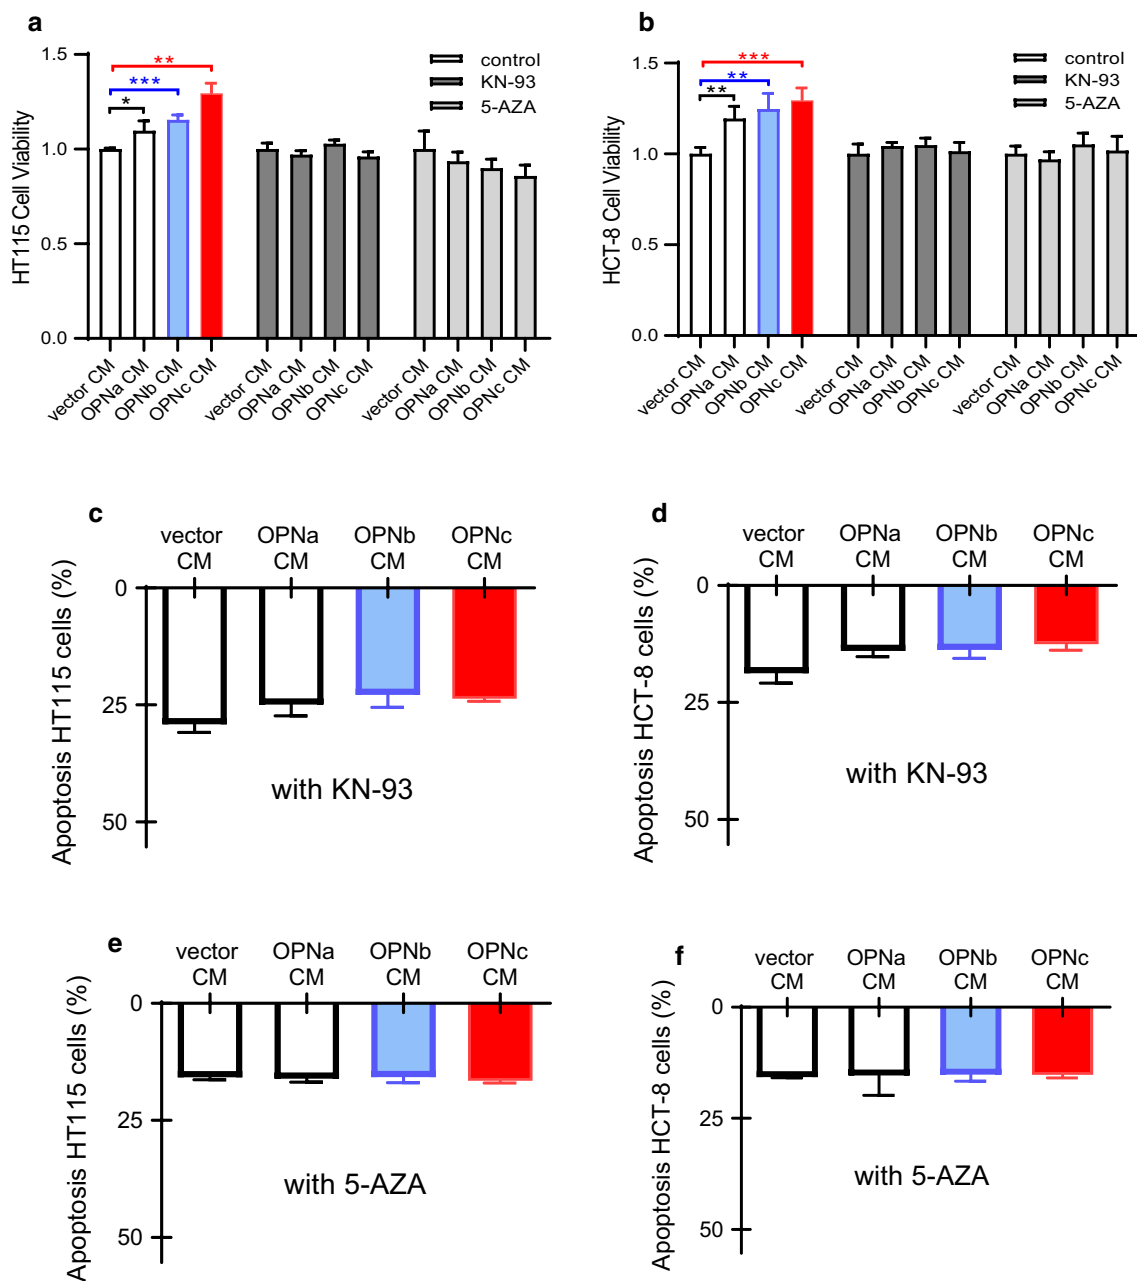 a
HT115 Cell Viability
1.5
1.0
0.5
0.0
**
***
*
control
KN-93
5-AZA
vector CM
OPNa CM
OPNb CM
OPNc CM
vector CM
OPNa CM
OPNb CM
OPNc CM
vector CM
OPNa CM
OPNb CM
OPNc CM
b
HCT-8 Cell Viability
1.5
1.0
0.5
0.0
***
**
**
control
KN-93
5-AZA
vector CM
OPNa CM
OPNb CM
OPNc CM
vector CM
OPNa CM
OPNb CM
OPNc CM
vector CM
OPNa CM
OPNb CM
OPNc CM
c
vector
CM
OPNa
CM
OPNb
CM
OPNc
CM
Apoptosis HT115 cells (%)
0
25
50
with KN-93
d
vector
CM
OPNa
CM
OPNb
CM
OPNc
CM
Apoptosis HCT-8 cells (%)
0
25
50
with KN-93
e
vector
CM
OPNa
CM
OPNb
CM
OPNc
CM
Apoptosis HT115 cells (%)
0
25
50
with 5-AZA
f
vector
CM
OPNa
CM
OPNb
CM
OPNc
CM
Apoptosis HCT-8 cells (%)
0
25
50
with 5-AZA